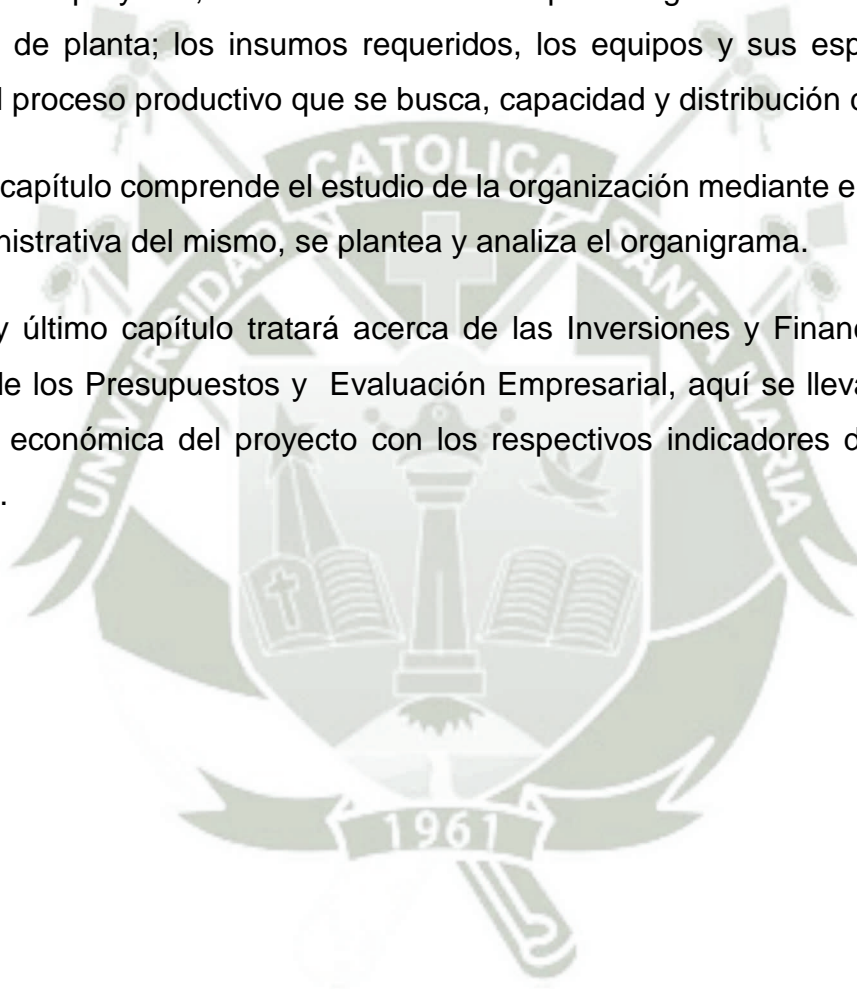 de planta; los insumos requeridos, los equipos y sus esp
proceso productivo que se busca, capacidad y distribución
capítulo comprende el estudio de la organización mediante e
nistrativa del mismo, se plantea y analiza el organigrama.
y último capítulo tratará acerca de las Inversiones y Financ
de los Presupuestos y Evaluación Empresarial, aquí se lleva
económica del proyecto con los respectivos indicadores d
.
UNIVERSIDAD CATOLICA SANTA MARIA
1961